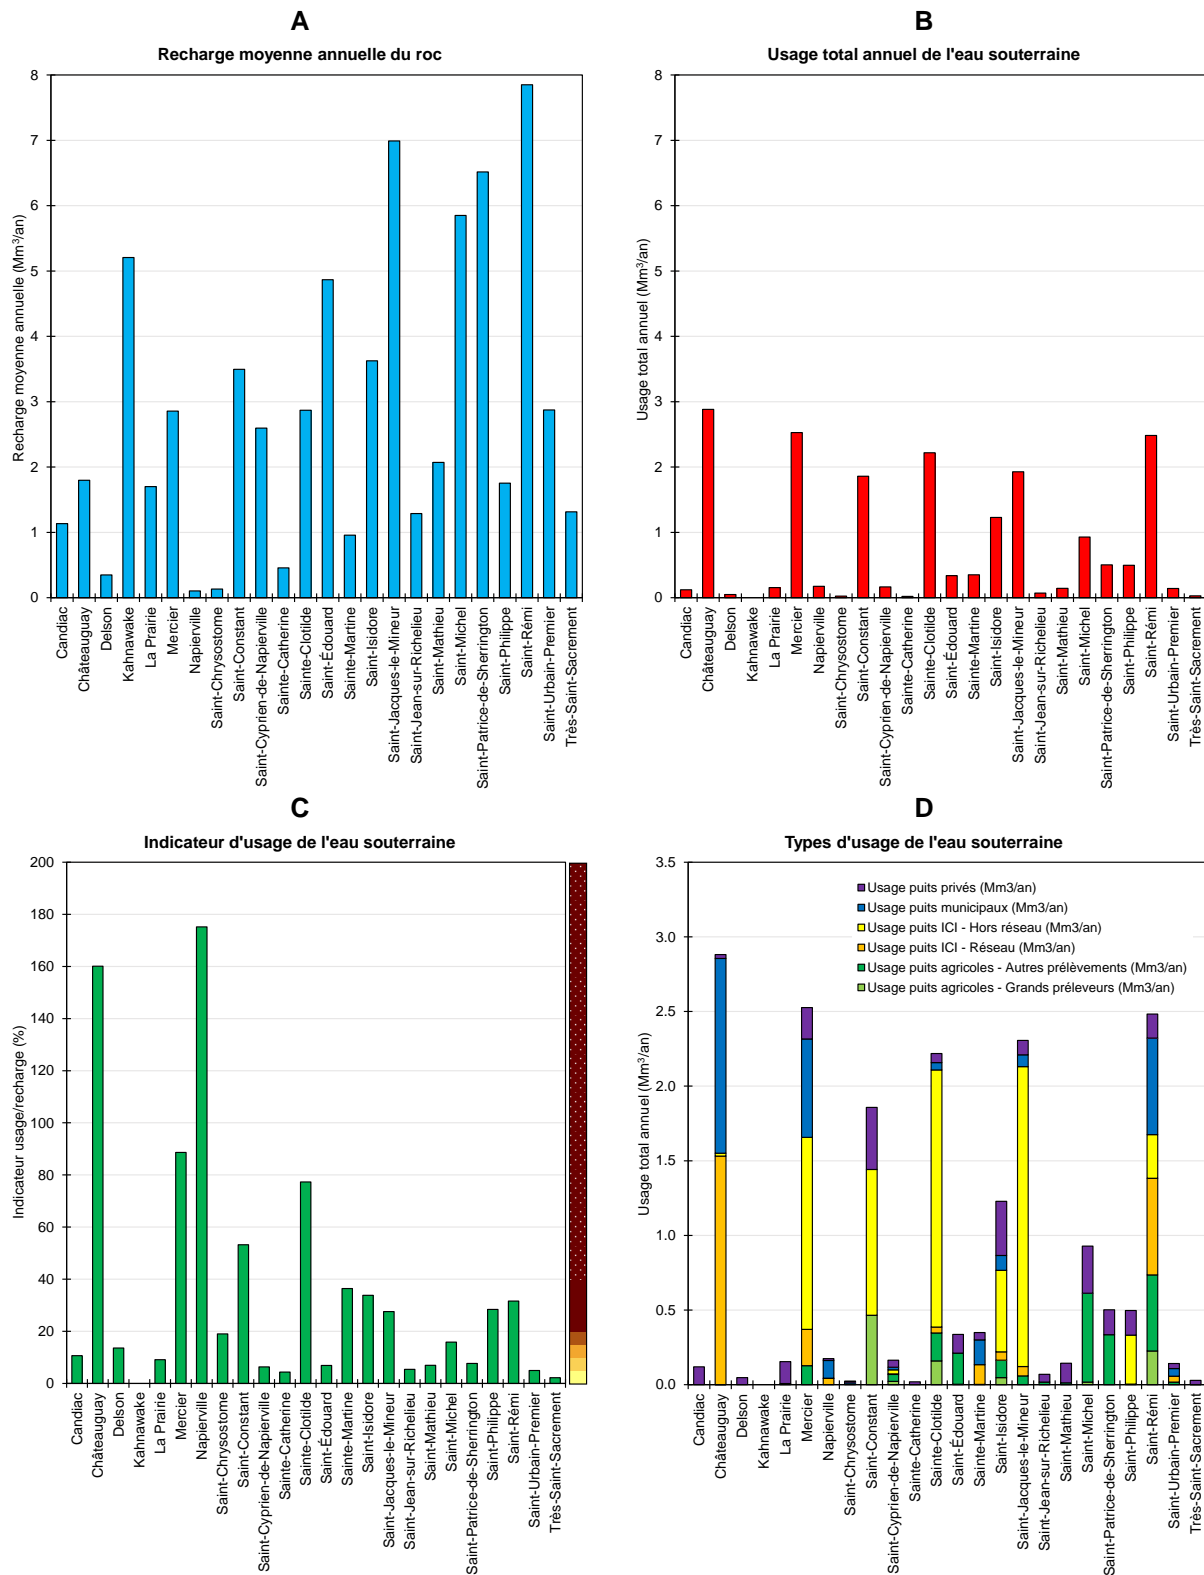 A
Recharge moyenne annuelle du roc
Recharge moyenne annuelle (Mm³/an)
8
7
6
5
4
3
2
1
0
Candiac
Châteauguay
Delson
Kahnawake
La Prairie
Mercier
Napierville
Saint-Chrysostome
Saint-Constant
Saint-Cyprien-de-Napierville
Sainte-Catherine
Sainte-Clotilde
Saint-Édouard
Sainte-Martine
Saint-Isidore
Saint-Jacques-le-Mineur
Saint-Jean-sur-Richelieu
Saint-Mathieu
Saint-Michel
Saint-Patrice-de-Sherrington
Saint-Philippe
Saint-Rémi
Saint-Urbain-Premier
Très-Saint-Sacrement
B
Usage total annuel de l'eau souterraine
Usage total annuel (Mm³/an)
8
7
6
5
4
3
2
1
0
Candiac
Châteauguay
Delson
Kahnawake
La Prairie
Mercier
Napierville
Saint-Chrysostome
Saint-Constant
Saint-Cyprien-de-Napierville
Sainte-Catherine
Sainte-Clotilde
Saint-Édouard
Sainte-Martine
Saint-Isidore
Saint-Jacques-le-Mineur
Saint-Jean-sur-Richelieu
Saint-Mathieu
Saint-Michel
Saint-Patrice-de-Sherrington
Saint-Philippe
Saint-Rémi
Saint-Urbain-Premier
Très-Saint-Sacrement
C
Indicateur d'usage de l'eau souterraine
Indicateur usage/recharge (%)
200
180
160
140
120
100
80
60
40
20
0
Candiac
Châteauguay
Delson
Kahnawake
La Prairie
Mercier
Napierville
Saint-Chrysostome
Saint-Constant
Saint-Cyprien-de-Napierville
Sainte-Catherine
Sainte-Clotilde
Saint-Édouard
Sainte-Martine
Saint-Isidore
Saint-Jacques-le-Mineur
Saint-Jean-sur-Richelieu
Saint-Mathieu
Saint-Michel
Saint-Patrice-de-Sherrington
Saint-Philippe
Saint-Rémi
Saint-Urbain-Premier
Très-Saint-Sacrement
D
Types d'usage de l'eau souterraine
Usage total annuel (Mm³/an)
3.5
3.0
2.5
2.0
1.5
1.0
0.5
0.0
Usage puits privés (Mm3/an)
Usage puits municipaux (Mm3/an)
Usage puits ICI - Hors réseau (Mm3/an)
Usage puits ICI - Réseau (Mm3/an)
Usage puits agricoles - Autres prélèvements (Mm3/an)
Usage puits agricoles - Grands préleveurs (Mm3/an)
Candiac
Châteauguay
Delson
Kahnawake
La Prairie
Mercier
Napierville
Saint-Chrysostome
Saint-Constant
Saint-Cyprien-de-Napierville
Sainte-Catherine
Sainte-Clotilde
Saint-Édouard
Sainte-Martine
Saint-Isidore
Saint-Jacques-le-Mineur
Saint-Jean-sur-Richelieu
Saint-Mathieu
Saint-Michel
Saint-Patrice-de-Sherrington
Saint-Philippe
Saint-Rémi
Saint-Urbain-Premier
Très-Saint-Sacrement